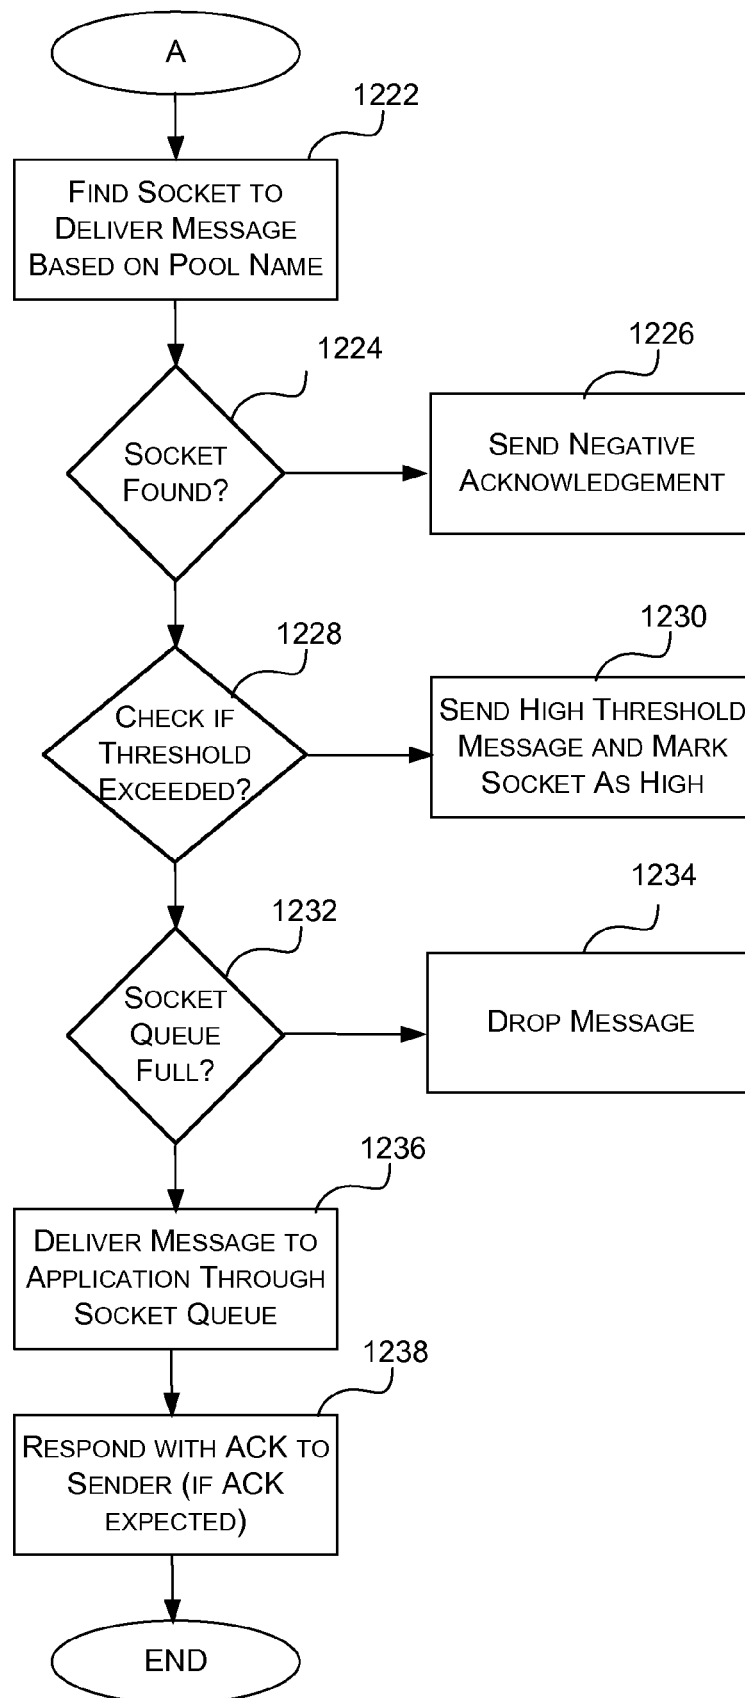 A
1222
FIND SOCKET TO
DELIVER MESSAGE
BASED ON POOL NAME
1224
1226
SOCKET
FOUND?
SEND NEGATIVE
ACKNOWLEDGEMENT
1228
1230
CHECK IF
THRESHOLD
EXCEEDED?
SEND HIGH THRESHOLD
MESSAGE AND MARK
SOCKET AS HIGH
1232
1234
SOCKET
QUEUE
FULL?
DROP MESSAGE
1236
DELIVER MESSAGE TO
APPLICATION THROUGH
SOCKET QUEUE
1238
RESPOND WITH ACK TO
SENDER (IF ACK
EXPECTED)
END